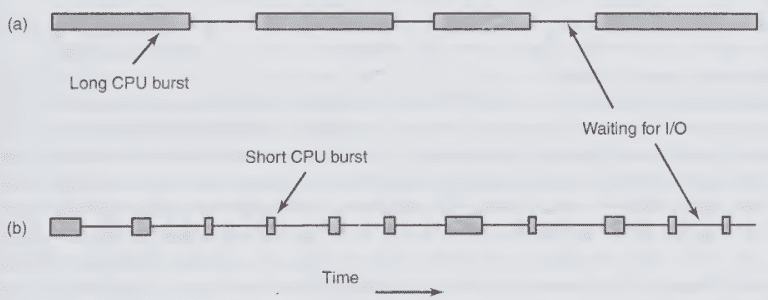 (a)
Long CPU burst
Waiting for I/O
Short CPU burst
(b)
Time